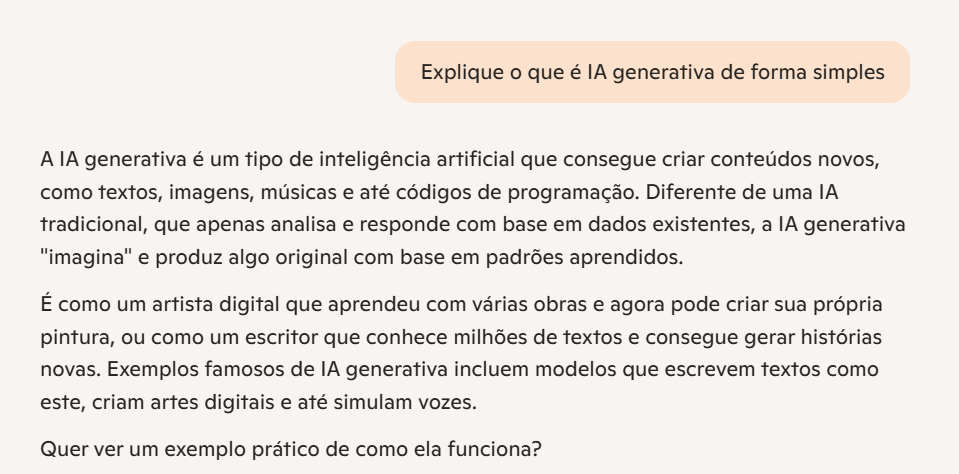 Explique o que é IA generativa de forma simples
A IA generativa é um tipo de inteligência artificial que consegue criar conteúdos novos,
como textos, imagens, músicas e até códigos de programação. Diferente de uma IA
tradicional, que apenas analisa e responde com base em dados existentes, a IA generativa
"imagina" e produz algo original com base em padrões aprendidos.
É como um artista digital que aprendeu com várias obras e agora pode criar sua própria
pintura, ou como um escritor que conhece milhões de textos e consegue gerar histórias
novas. Exemplos famosos de IA generativa incluem modelos que escrevem textos como
este, criam artes digitais e até simulam vozes.
Quer ver um exemplo prático de como ela funciona?